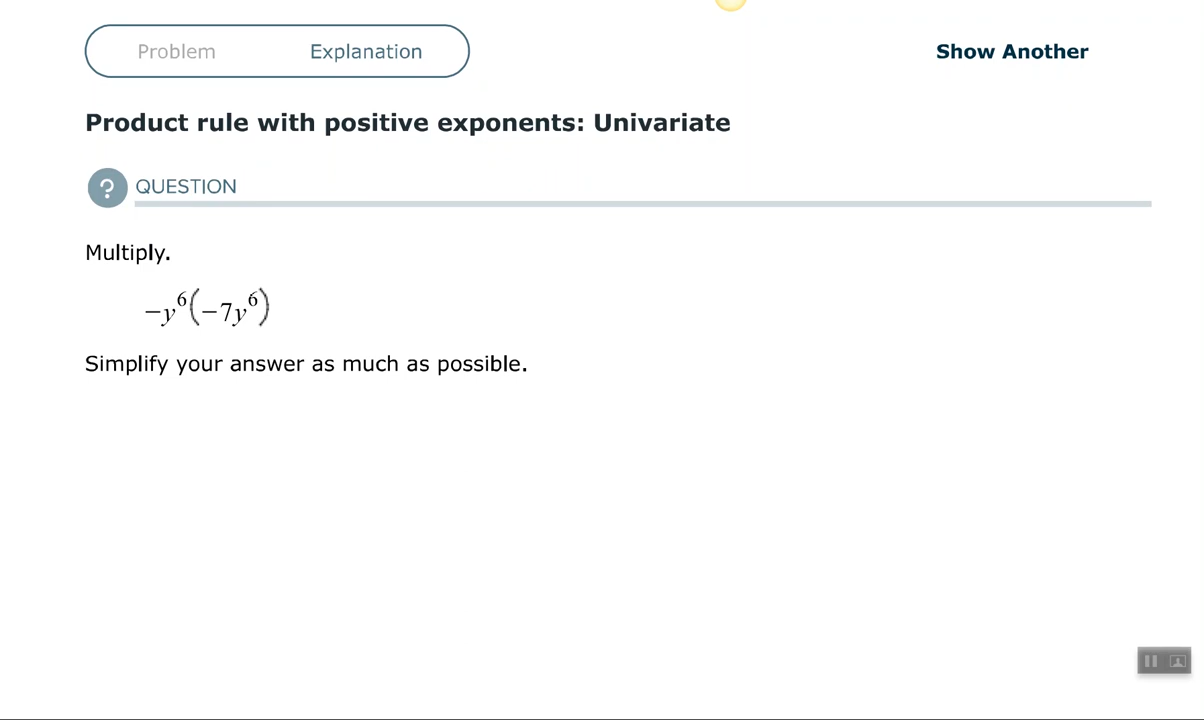 Problem Explanation Show Another
Product rule with positive exponents: Univariate
? QUESTION
Multiply.
−y⁶(−7y⁶)
Simplify your answer as much as possible.